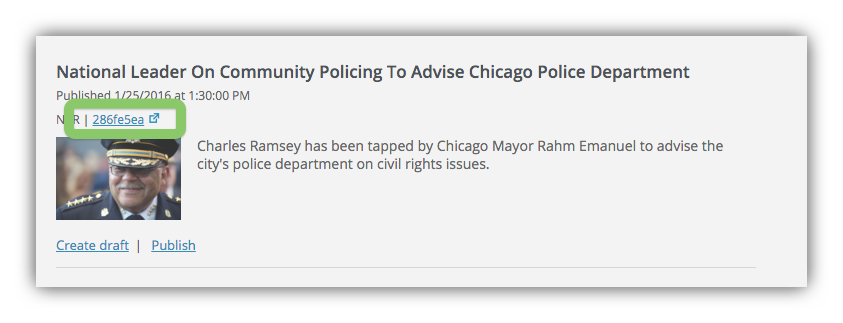 National Leader On Community Policing To Advise Chicago Police Department
Published 1/25/2016 at 1:30:00 PM
| 286fe5ea
Charles Ramsey has been tapped by Chicago Mayor Rahm Emanuel to advise the
city's police department on civil rights issues.
Create draft | Publish